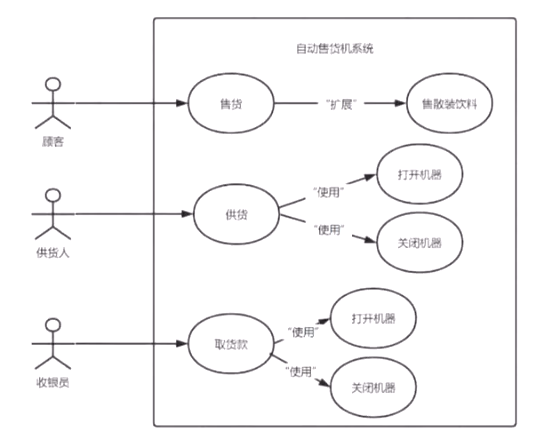 自动售货机系统
顾客
售货
“扩展”
售散装饮料
供货人
供货
“使用”
打开机器
“使用”
关闭机器
收银员
取货款
“使用”
打开机器
“使用”
关闭机器